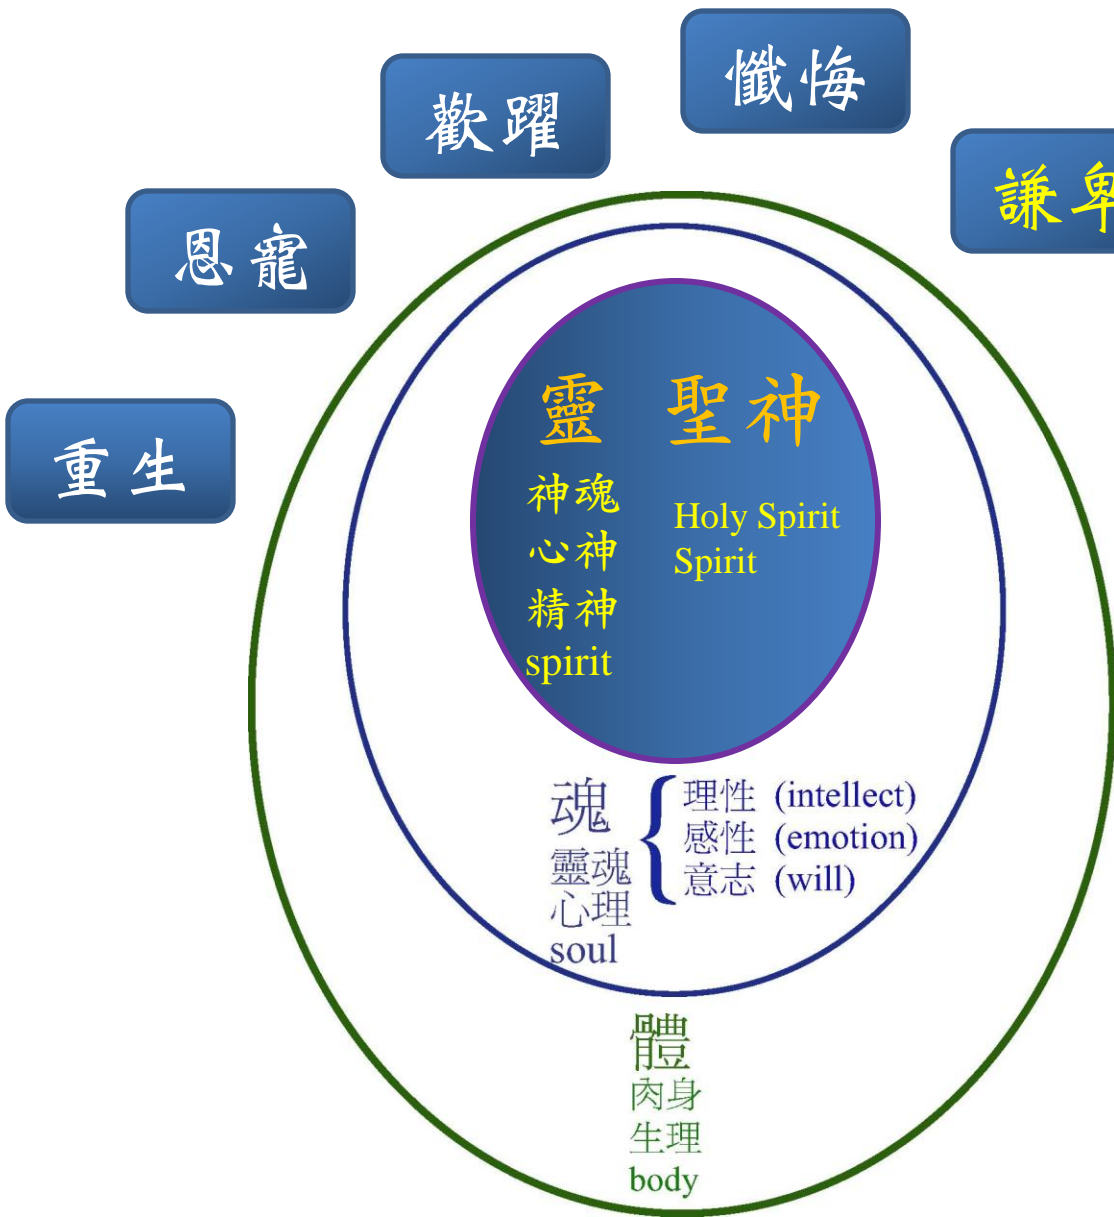 懺悔
歡躍
謙卑
恩寵
重生
靈 聖神
神魂
心神
精神
spirit
Holy Spirit
Spirit
魂
靈魂
心理
soul
理性 (intellect)
感性 (emotion)
意志 (will)
體
肉身
生理
body